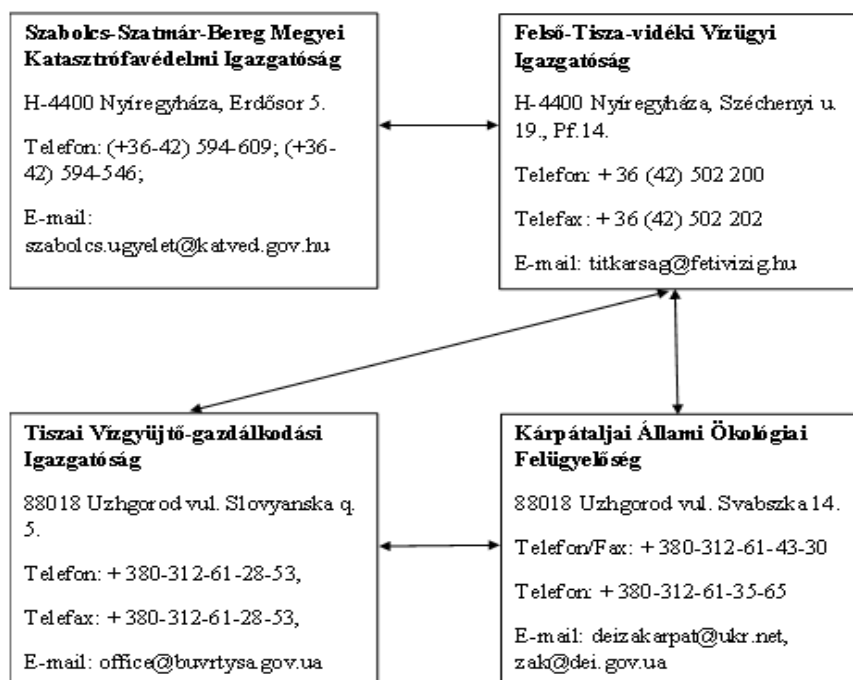 Szabolcs-Szatmár-Bereg Megyei
Katasztrófavédelmi Igazgatóság
H-4400 Nyíregyháza, Erdősor 5.
Telefon: (+36-42) 594-609; (+36-
42) 594-546;
E-mail:
szabolcs.ugyelet@katved.gov.hu
Felső-Tisza-vidéki Vízügyi
Igazgatóság
H-4400 Nyíregyháza, Széchenyi u.
19., Pf.14.
Telefon: +36 (42) 502 200
Telefax: +36 (42) 502 202
E-mail: titkarsag@fetivizig.hu
Tiszai Vízgyüjtő-gazdálkodási
Igazgatóság
88018 Uzhgorod vul. Slovyanska q.
5.
Telefon: +380-312-61-28-53,
Telefax: +380-312-61-28-53,
E-mail: office@buvrtysa.gov.ua
Kárpátaljai Állami Ökológiai
Felügyelőség
88018 Uzhgorod vul. Svabszka 14.
Telefon/Fax: +380-312-61-43-30
Telefon: +380-312-61-35-65
E-mail: deizakarpat@ukr.net,
zak@dei.gov.ua